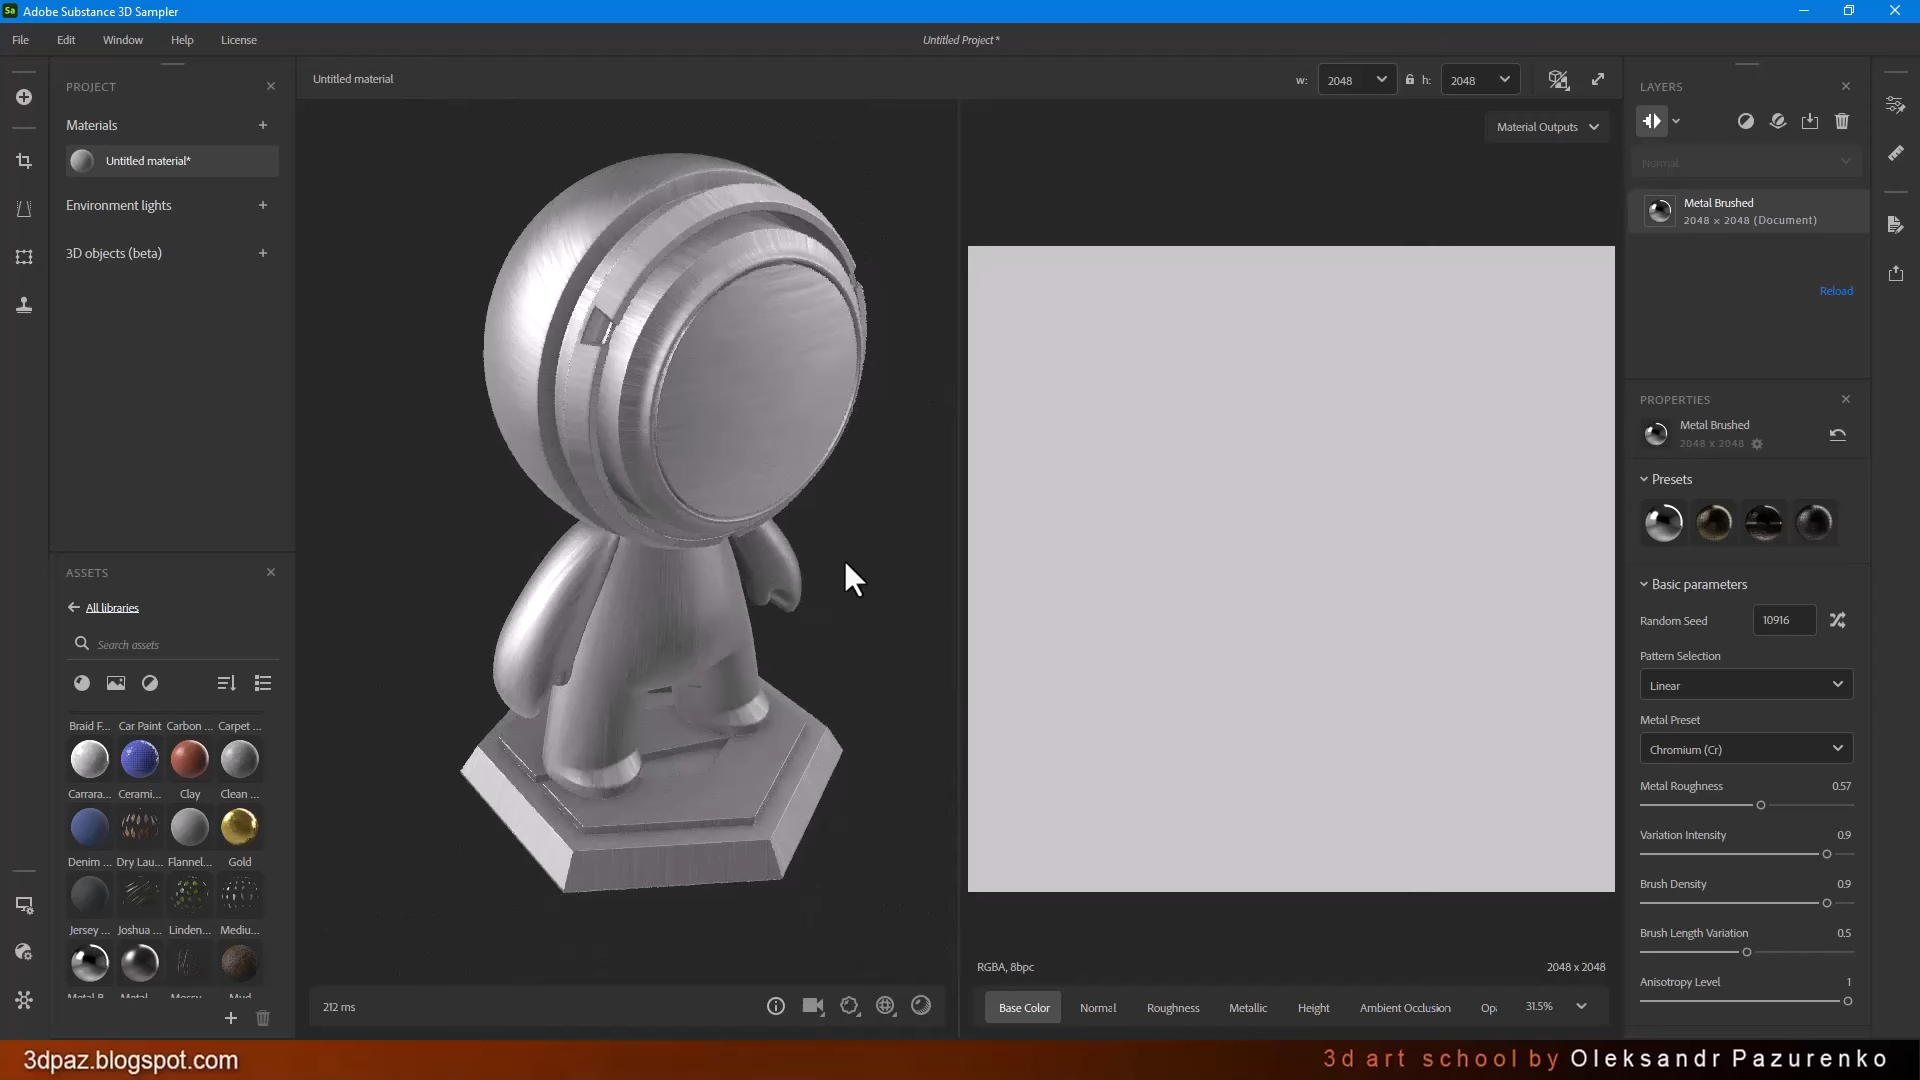 Sa Adobe Substance 3D Sampler
File Edit Window Help License
Untitled Project*
PROJECT
Materials
Untitled material*
Environment lights
3D objects (beta)
ASSETS
All libraries
Search assets
Braid F... Car Paint Carbon ... Carpet ...
Carrara... Cerami... Clay Clean ...
Denim ... Dry Lau... Flannel... Gold
Jersey ... Joshua ... Linden... Mediu...
Metal B... Metal... Mossy... Mud
Untitled material
w: 2048 h: 2048
Material Outputs
212 ms
RGBA, 8bpc
2048 x 2048
Base Color Normal Roughness Metallic Height Ambient Occlusion Op 31.5%
LAYERS
Normal
Metal Brushed
2048 × 2048 (Document)
Reload
PROPERTIES
Metal Brushed
2048 x 2048
Presets
Basic parameters
Random Seed 10916
Pattern Selection
Linear
Metal Preset
Chromium (Cr)
Metal Roughness 0.57
Variation Intensity 0.9
Brush Density 0.9
Brush Length Variation 0.5
Anisotropy Level 1
3dpaz.blogspot.com
3d art school by Oleksandr Pazurenko